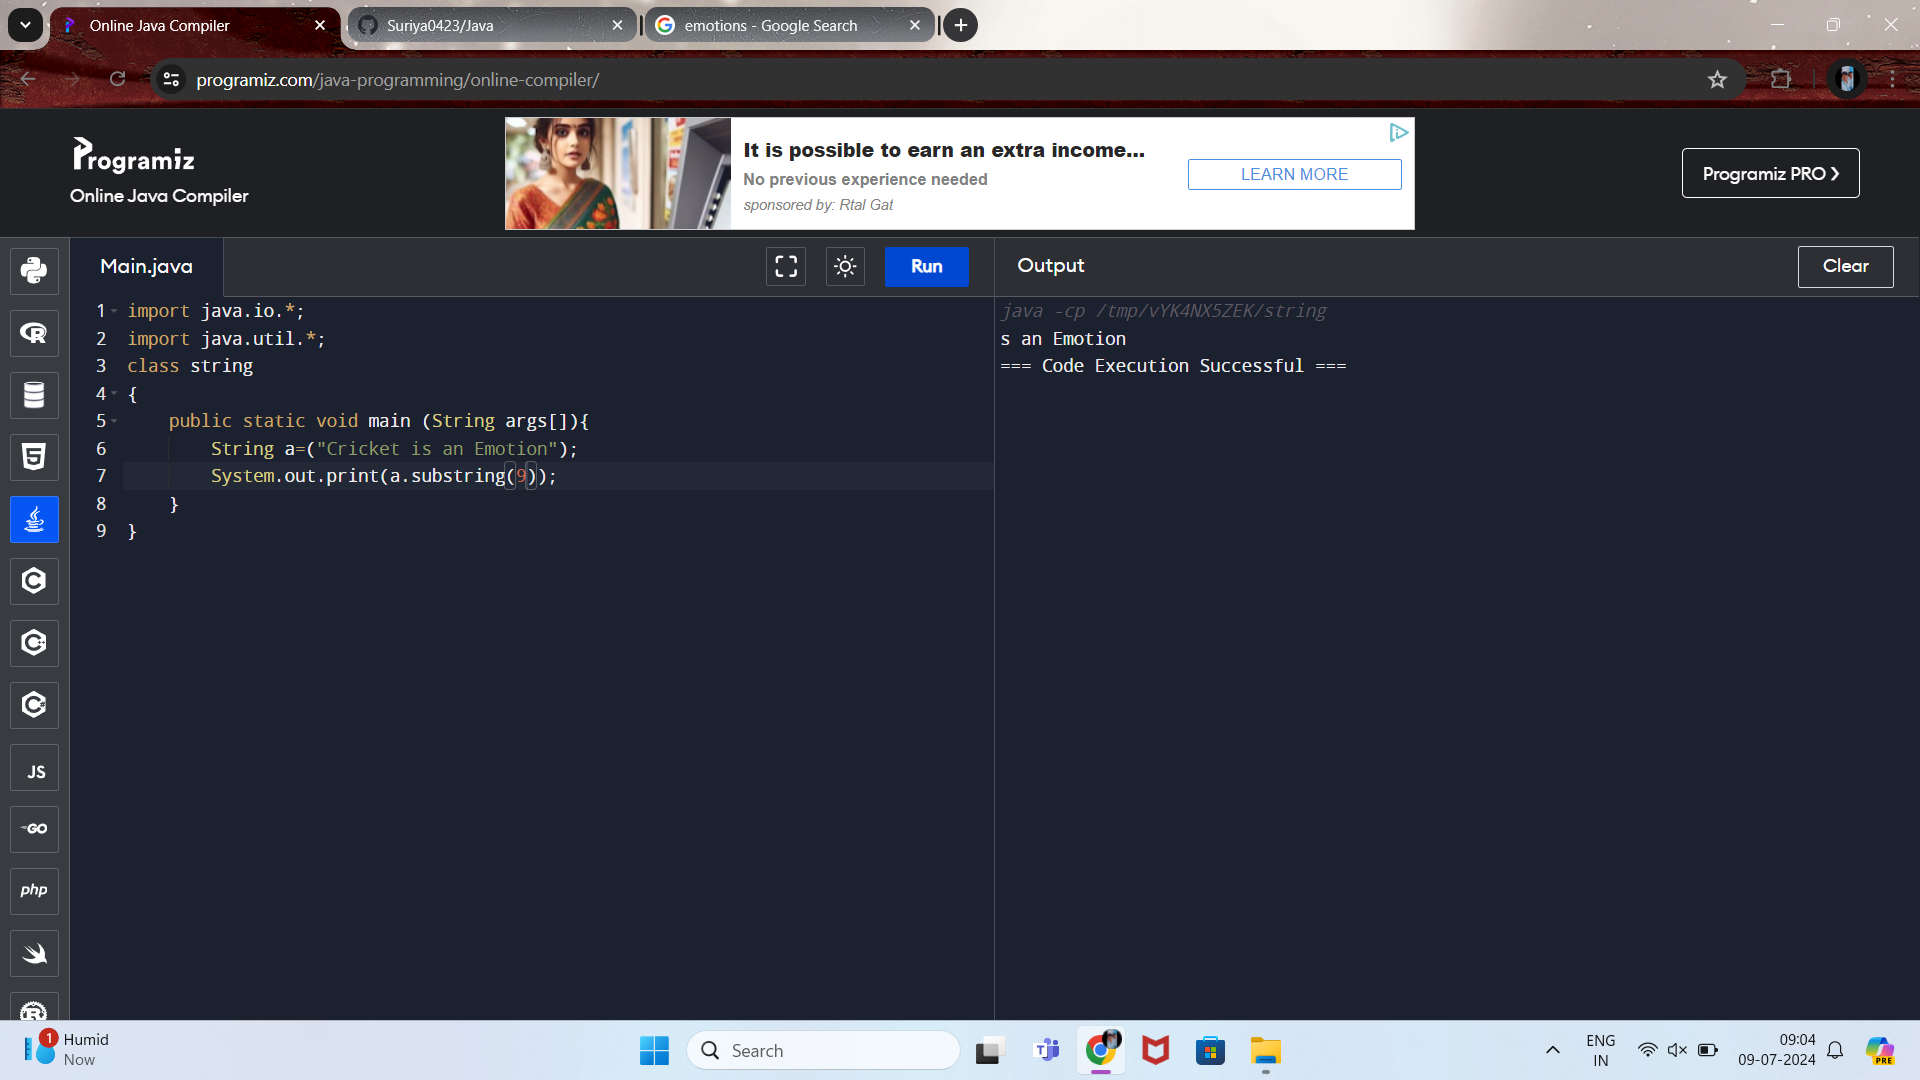 Online Java Compiler
Suriya0423/Java
emotions - Google Search
programiz.com/java-programming/online-compiler/
Programiz
Online Java Compiler
It is possible to earn an extra income...
No previous experience needed
sponsored by: Rtal Gat
LEARN MORE
Programiz PRO
Main.java
Run
Output
Clear
1 import java.io.*;
2 import java.util.*;
3 class string
4 {
5 public static void main (String args[]){
6 String a=("Cricket is an Emotion");
7 System.out.print(a.substring(9));
8 }
9 }
java -cp /tmp/vYK4NX5ZEK/string
s an Emotion
=== Code Execution Successful ===
JS
GO
php
1
Humid
Now
Search
ENG
IN
09:04
09-07-2024
PRE